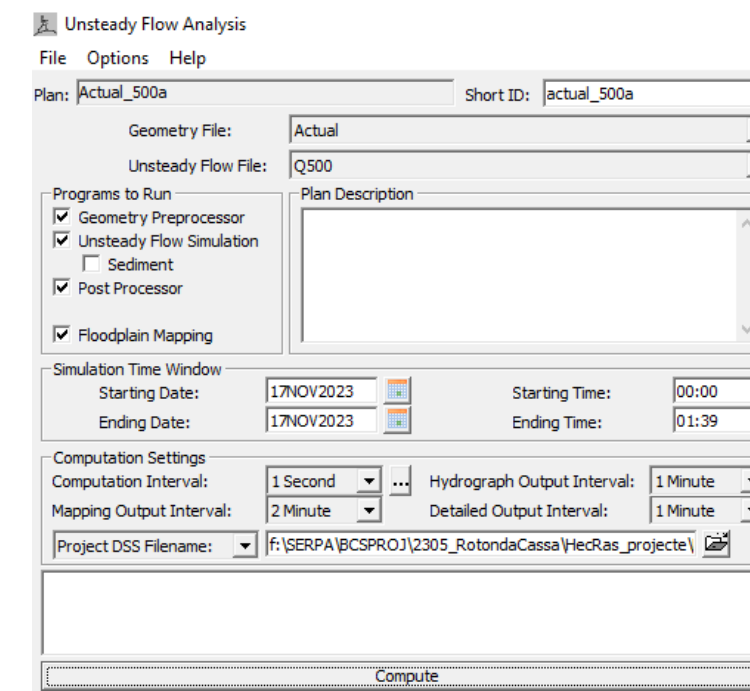 Unsteady Flow Analysis
File Options Help
Plan: Actual_500a Short ID: actual_500a
Geometry File: Actual
Unsteady Flow File: Q500
Programs to Run Plan Description
Geometry Preprocessor
Unsteady Flow Simulation
Sediment
Post Processor
Floodplain Mapping
Simulation Time Window
Starting Date: 17NOV2023 Starting Time: 00:00
Ending Date: 17NOV2023 Ending Time: 01:39
Computation Settings
Computation Interval: 1 Second ... Hydrograph Output Interval: 1 Minute
Mapping Output Interval: 2 Minute Detailed Output Interval: 1 Minute
Project DSS Filename: f:\SERPA\BCSPROJ\2305_RotondaCassa\HecRas_projecte\
Compute